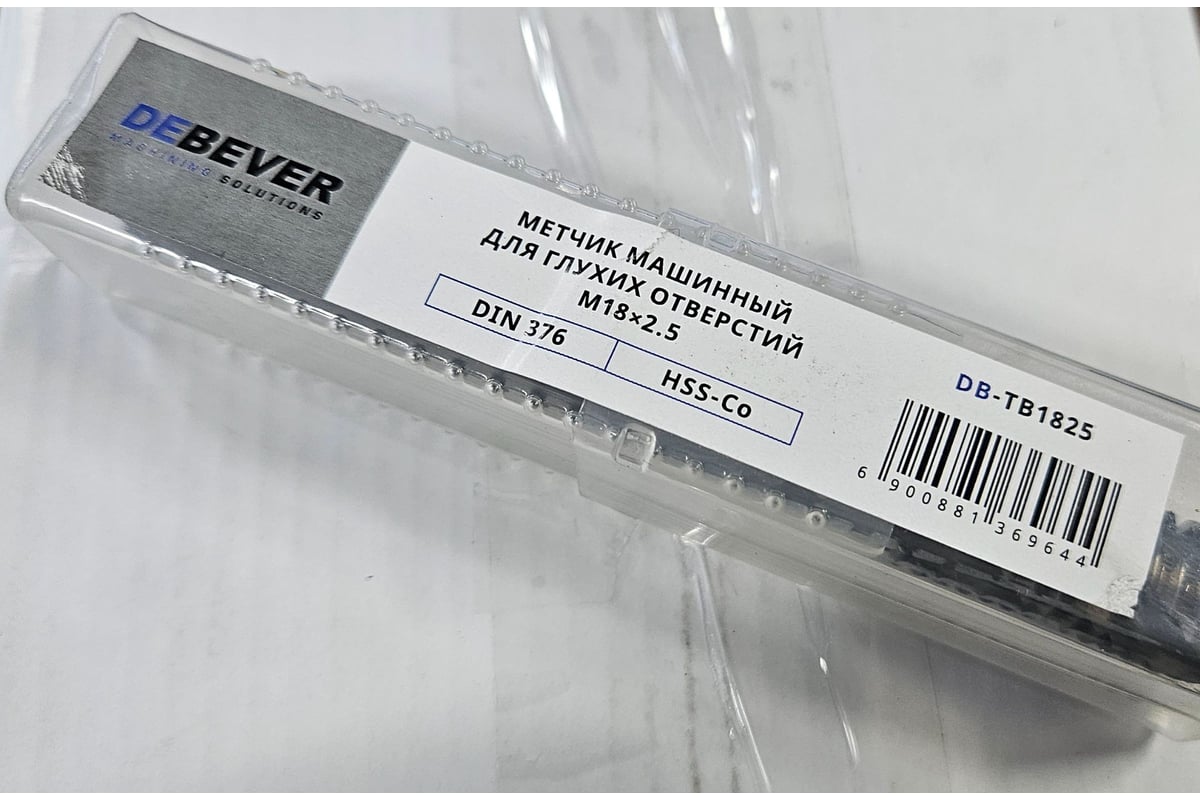 DEBEVER
MACHINING SOLUTIONS
МЕТЧИК МАШИННЫЙ
ДЛЯ ГЛУХИХ ОТВЕРСТИЙ
М18×2.5
DIN 376
HSS-Co
DB-TB1825
6 900881 369644